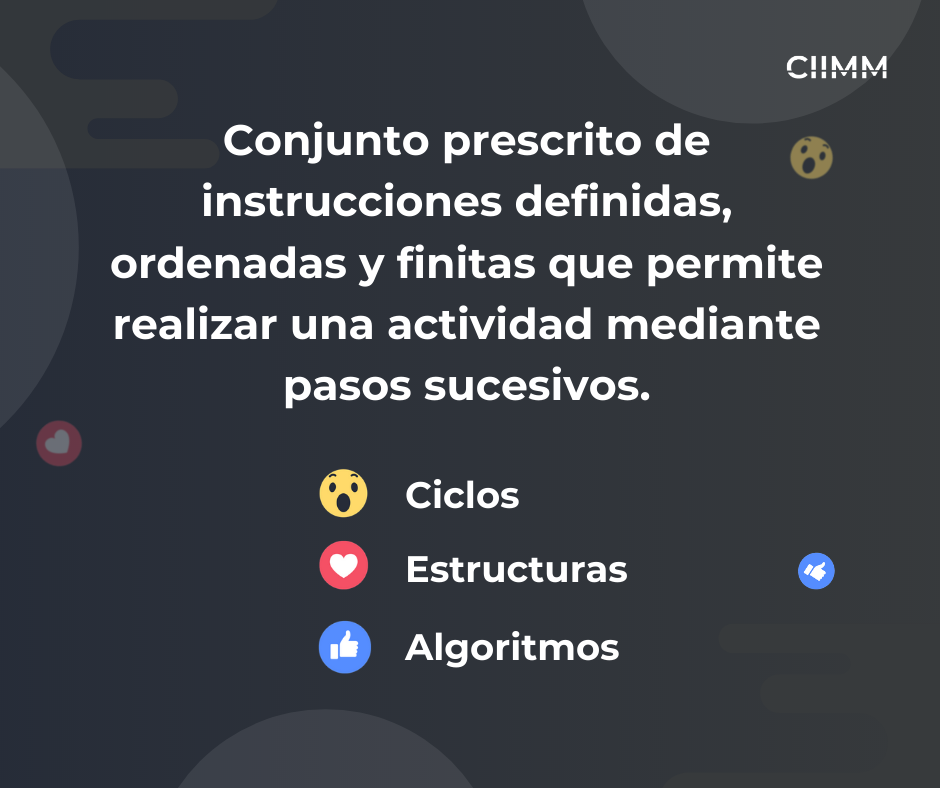 CIIMM
Conjunto prescrito de
instrucciones definidas,
ordenadas y finitas que permite
realizar una actividad mediante
pasos sucesivos.
Ciclos
Estructuras
Algoritmos